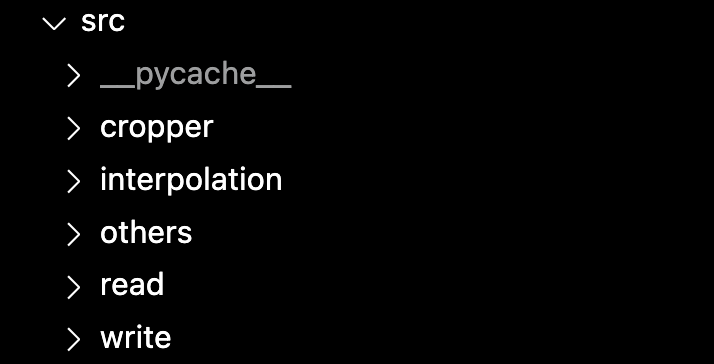 src
__pycache__
cropper
interpolation
others
read
write